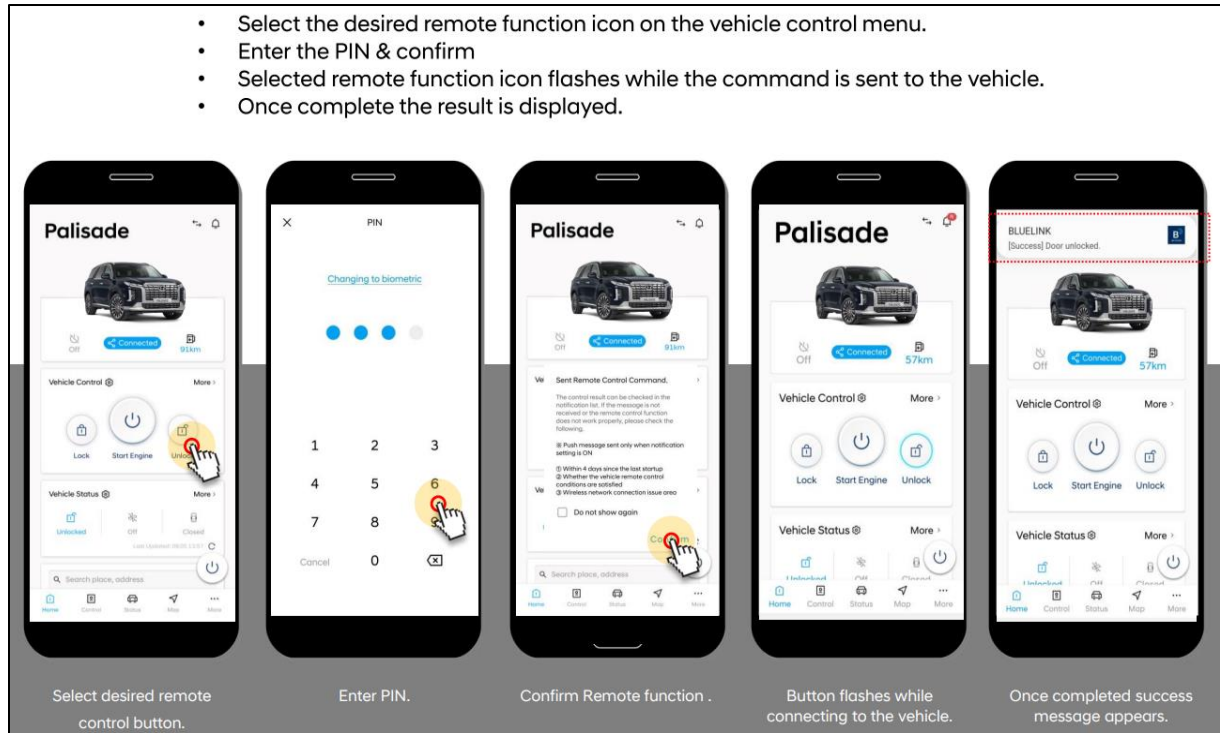 • Select the desired remote function icon on the vehicle control menu.
• Enter the PIN & confirm
• Selected remote function icon flashes while the command is sent to the vehicle.
• Once complete the result is displayed.
Palisade
Off
Connected
91km
Vehicle Control
More >
Lock
Start Engine
Unlock
Vehicle Status
More >
Unlocked
Off
Closed
Search place, address
Home
Control
Status
Map
More
Select desired remote
control button.
PIN
Changing to biometric
1 2 3
4 5 6
7 8 9
Cancel 0
Enter PIN.
Palisade
Off
Connected
91km
Ve
Sent Remote Control Command.
The control result can be checked in the
notification list. If the message is not
received or the remote control function
does not work properly, please check the
following.
※ Push message sent only when notification
setting is ON
① Within 4 days since the last startup
② Whether the vehicle remote control
conditions are satisfied
③ Wireless network connection issue area
Ve
Do not show again
Confirm
Search place, address
Home
Control
Status
Map
More
Confirm Remote function .
Palisade
Off
Connected
57km
Vehicle Control
More >
Lock
Start Engine
Unlock
Vehicle Status
More >
Unlocked
Off
Closed
Home
Control
Status
Map
More
Button flashes while
connecting to the vehicle.
BLUELINK
[Success] Door unlocked.
B
Off
Connected
57km
Vehicle Control
More >
Lock
Start Engine
Unlock
Vehicle Status
More >
Unlocked
Off
Closed
Home
Control
Status
Map
More
Once completed success
message appears.